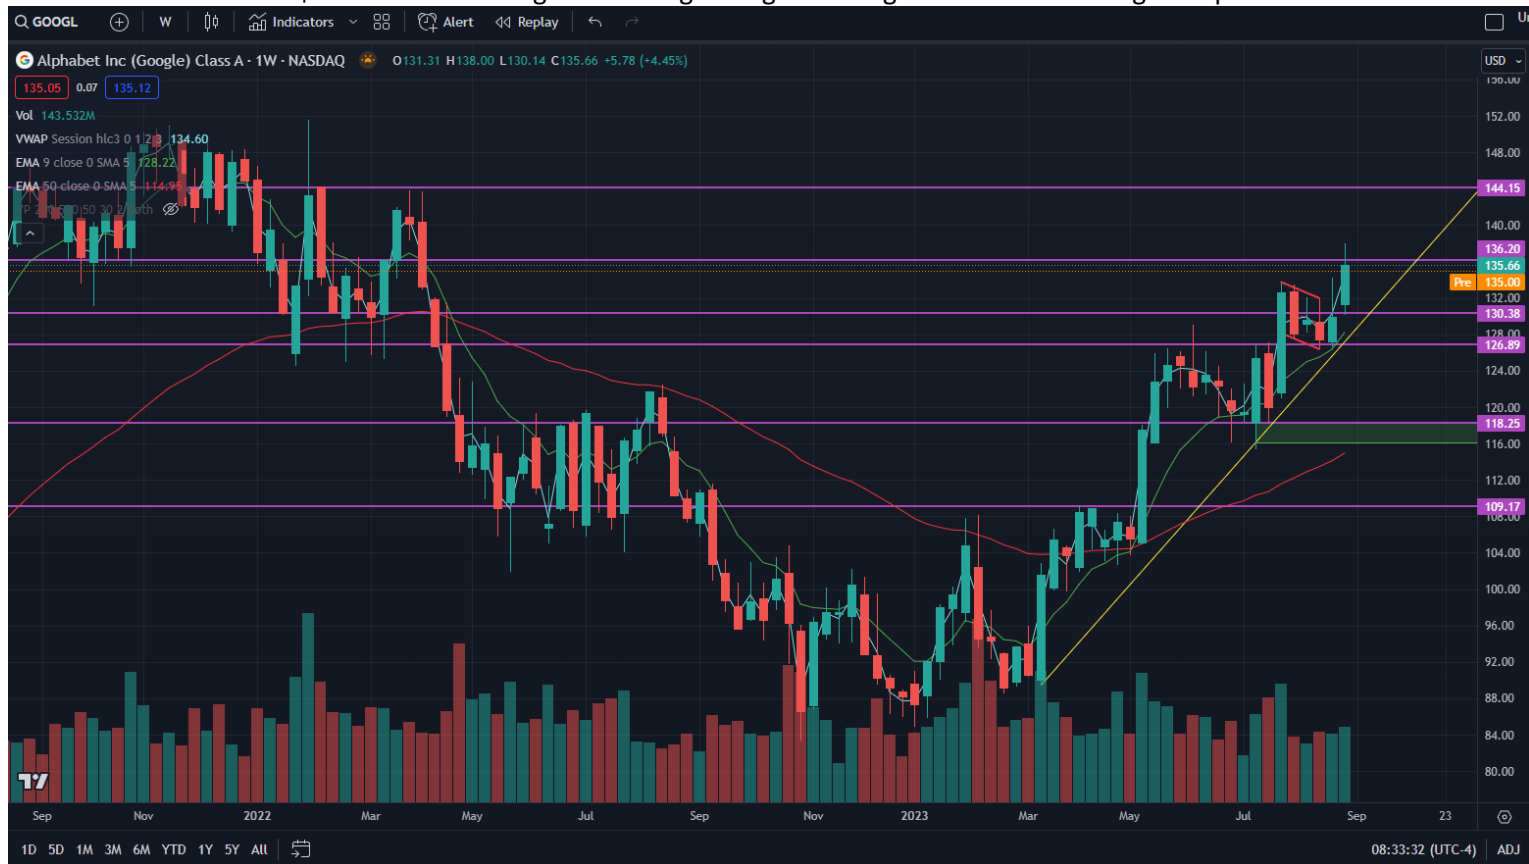 GOOGL W Indicators Alert Replay
Alphabet Inc (Google) Class A · 1W · NASDAQ O131.31 H138.00 L130.14 C135.66 +5.78 (+4.45%)
USD
135.05 0.07 135.12
Vol 143.532M
VWAP Session hlc3 0 1 2 3 134.60
EMA 9 close 0 SMA 5 128.22
EMA 50 close 0 SMA 5 114.95
156.00
152.00
148.00
144.15
140.00
136.20
135.66
Pre 135.00
132.00
130.38
128.00
126.89
124.00
120.00
118.25
116.00
112.00
109.17
108.00
104.00
100.00
96.00
92.00
88.00
84.00
80.00
Sep Nov 2022 Mar May Jul Sep Nov 2023 Mar May Jul Sep 23
1D 5D 1M 3M 6M YTD 1Y 5Y All 08:33:32 (UTC-4) ADJ